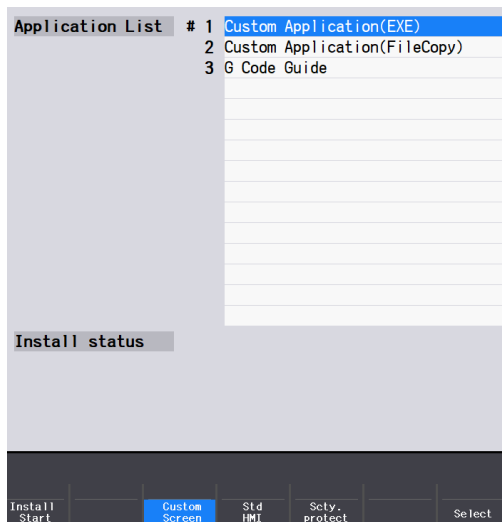 Application List # 1 Custom Application(EXE)
2 Custom Application(FileCopy)
3 G Code Guide
Install status
Install Start
Custom Screen
Std HMI
Scty. protect
Select